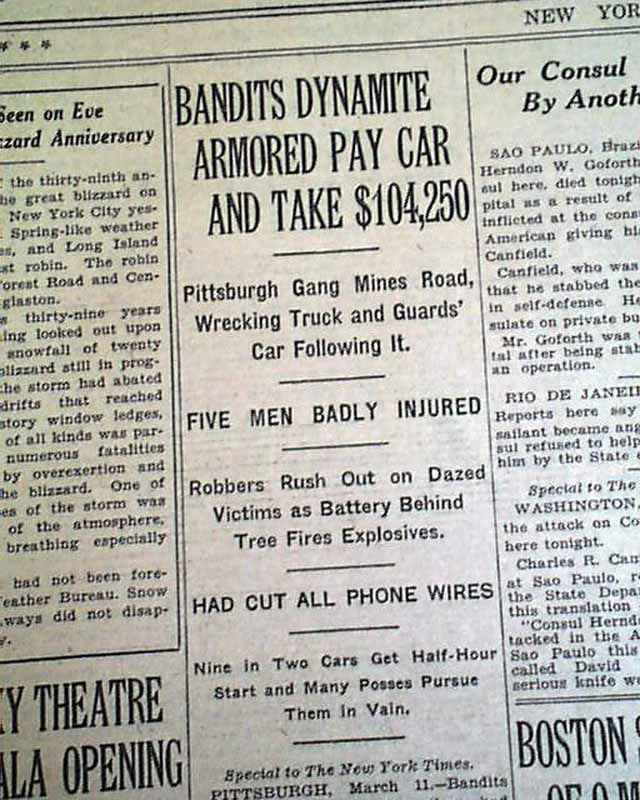 NEW YOR
* * *
Seen on Eve
zzard Anniversary
the thirty-ninth an-
he great blizzard on
New York City yes-
Spring-like weather
es, and Long Island
st robin. The robin
Forest Road and Cen-
glaston.
s thirty-nine years
ing looked out upon
snowfall of twenty
blizzard still in prog-
he storm had abated
drifts that reached
story window ledges,
of all kinds was par-
numerous fatalities
by overexertion and
he blizzard. One of
es of the storm was
of the atmosphere,
breathing especially
had not been fore-
Weather Bureau. Snow
ways did not disap-
y.
Y THEATRE
ALA OPENING
BANDITS DYNAMITE
ARMORED PAY CAR
AND TAKE $104,250
Pittsburgh Gang Mines Road,
Wrecking Truck and Guards'
Car Following It.
FIVE MEN BADLY INJURED
Robbers Rush Out on Dazed
Victims as Battery Behind
Tree Fires Explosives.
HAD CUT ALL PHONE WIRES
Nine in Two Cars Get Half-Hour
Start and Many Posses Pursue
Them in Vain.
Special to The New York Times.
PITTSBURGH, March 11.—Bandits
Our Consul
By Anoth
SAO PAULO, Brazi
Herndon W. Goforth
sul here, died tonigh
pital as a result of
inflicted at the cons
American giving his
Canfield.
Canfield, who was
that he stabbed the
in self-defense. He
sulate on private bu
Mr. Goforth was
tal after being stab
an operation.
RIO DE JANEI
Reports here say
sailant became ang
sul refused to help
him by the State
Special to The
WASHINGTON,
the attack on Co
here tonight.
Charles R. Cam
at Sao Paulo, r
the State Depar
this translation
"Consul Hernd
tacked in the A
Sao Paulo this
called David
serious knife w
BOSTON
OF 9 M